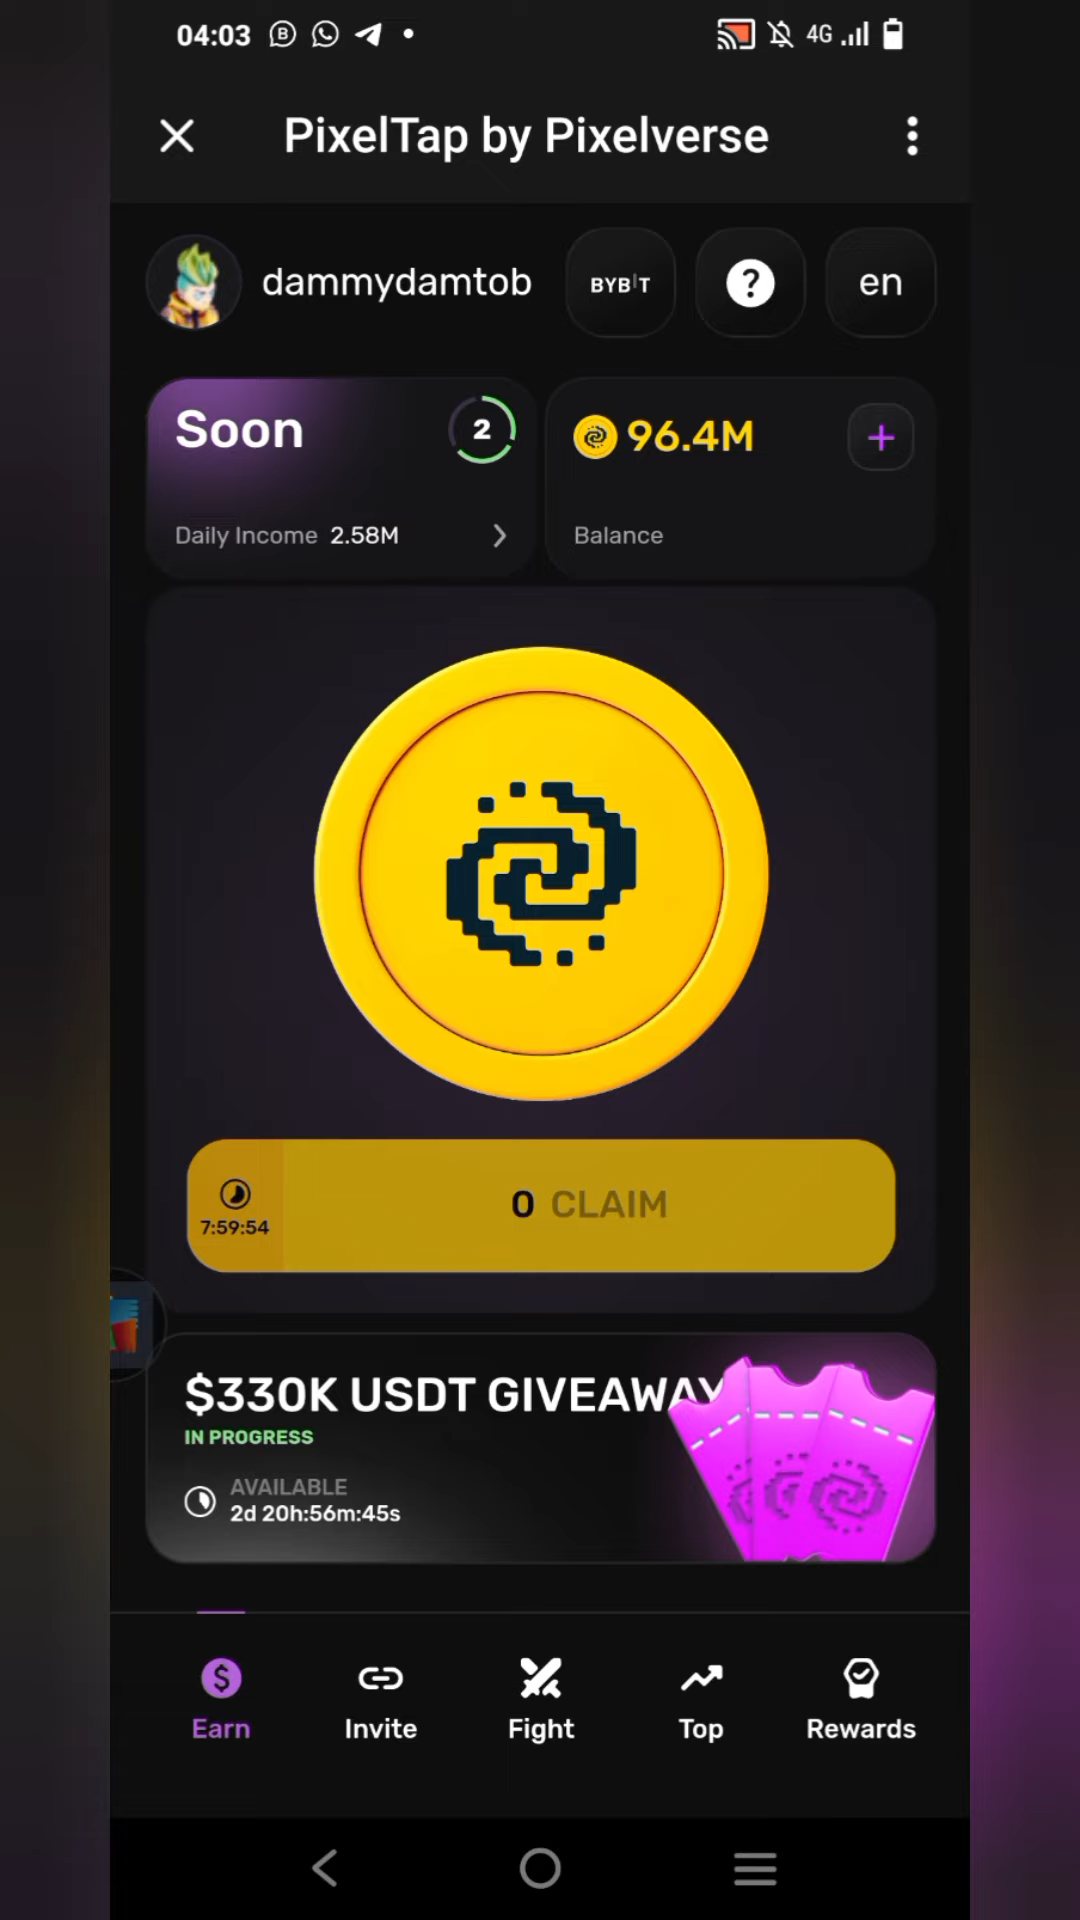 04:03
4G
PixelTap by Pixelverse
dammydamtob
BYBIT
?
en
Soon
2
96.4M
+
Daily Income 2.58M
Balance
0 CLAIM
7:59:54
$330K USDT GIVEAWAY
IN PROGRESS
AVAILABLE
2d 20h:56m:45s
Earn
Invite
Fight
Top
Rewards